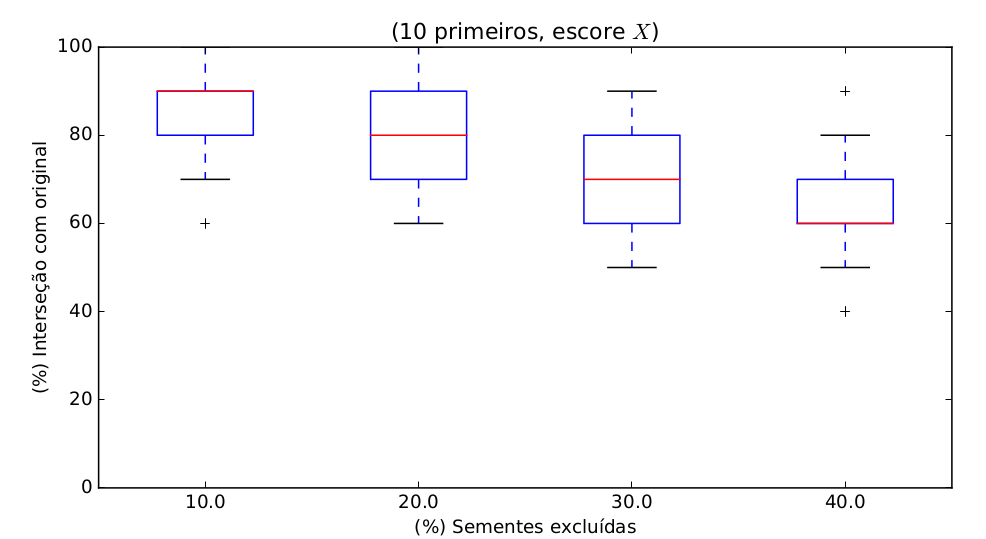 (10 primeiros, escore X)
100
80
60
40
20
0
(%) Interseção com original
10.0 20.0 30.0 40.0
(%) Sementes excluídas